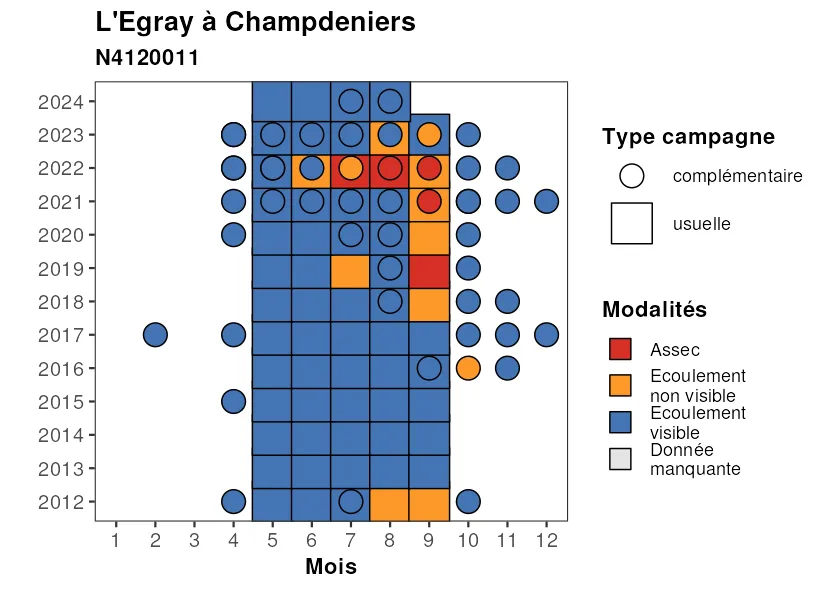 L'Egray à Champdeniers
N4120011
2024
2023
2022
2021
2020
2019
2018
2017
2016
2015
2014
2013
2012
1 2 3 4 5 6 7 8 9 10 11 12
Mois
Type campagne
complémentaire
usuelle
Modalités
Assec
Ecoulement
non visible
Ecoulement
visible
Donnée
manquante